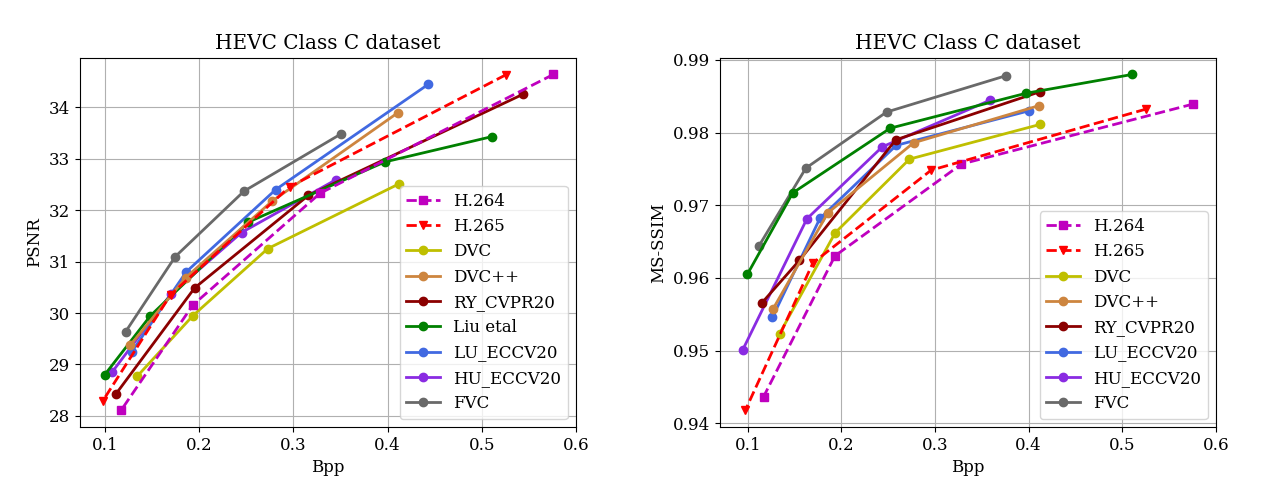 HEVC Class C dataset
PSNR
34
33
32
31
30
29
28
0.1 0.2 0.3 0.4 0.5 0.6
Bpp
H.264
H.265
DVC
DVC++
RY_CVPR20
Liu etal
LU_ECCV20
HU_ECCV20
FVC
HEVC Class C dataset
MS-SSIM
0.99
0.98
0.97
0.96
0.95
0.94
0.1 0.2 0.3 0.4 0.5 0.6
Bpp
H.264
H.265
DVC
DVC++
RY_CVPR20
LU_ECCV20
HU_ECCV20
FVC